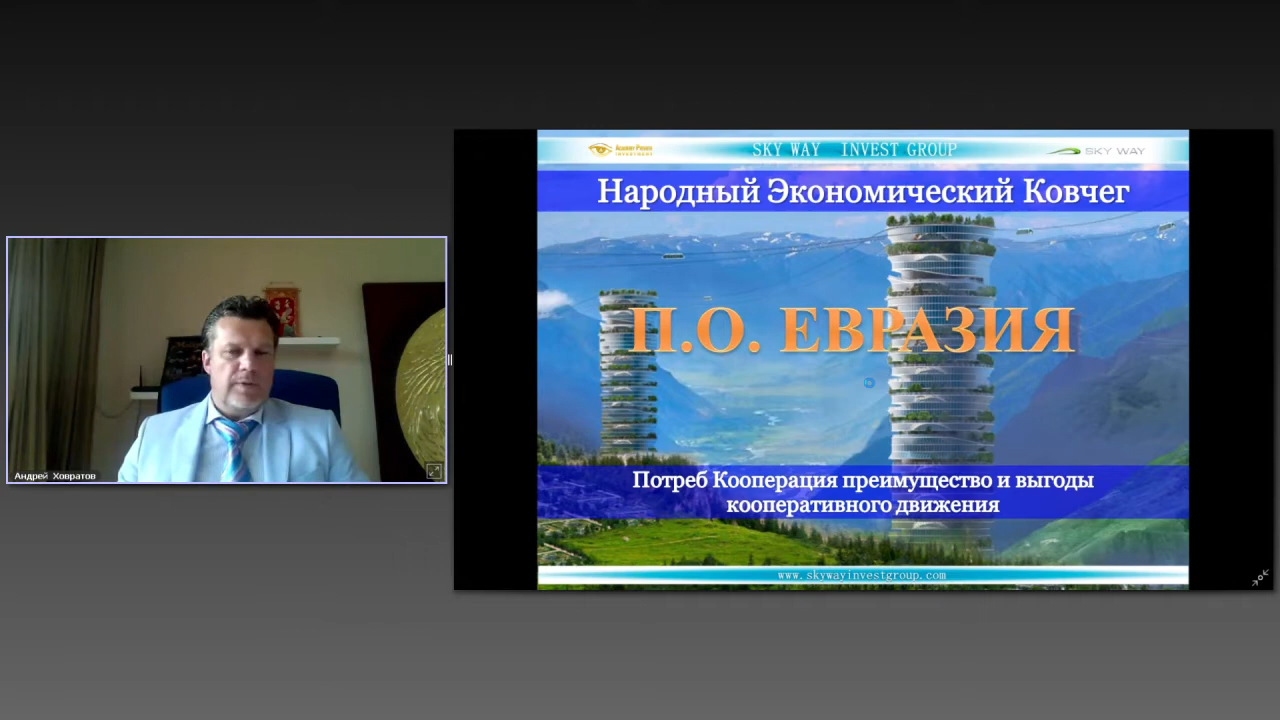 Андрей Ховратов
SKY WAY INVEST GROUP
SKY WAY
Народный Экономический Ковчег
П.О. ЕВРАЗИЯ
Потреб Кооперация преимущество и выгоды
кооперативного движения
www.skywayinvestgroup.com